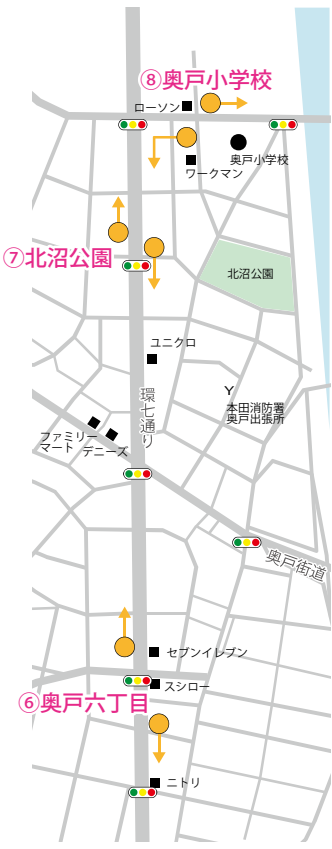 ⑧奥戸小学校
ローソン
奥戸小学校
ワークマン
⑦北沼公園
北沼公園
ユニクロ
環七通り
Y
本田消防署
奥戸出張所
ファミリー
マート
デニーズ
奥戸街道
セブンイレブン
スシロー
⑥奥戸六丁目
ニトリ